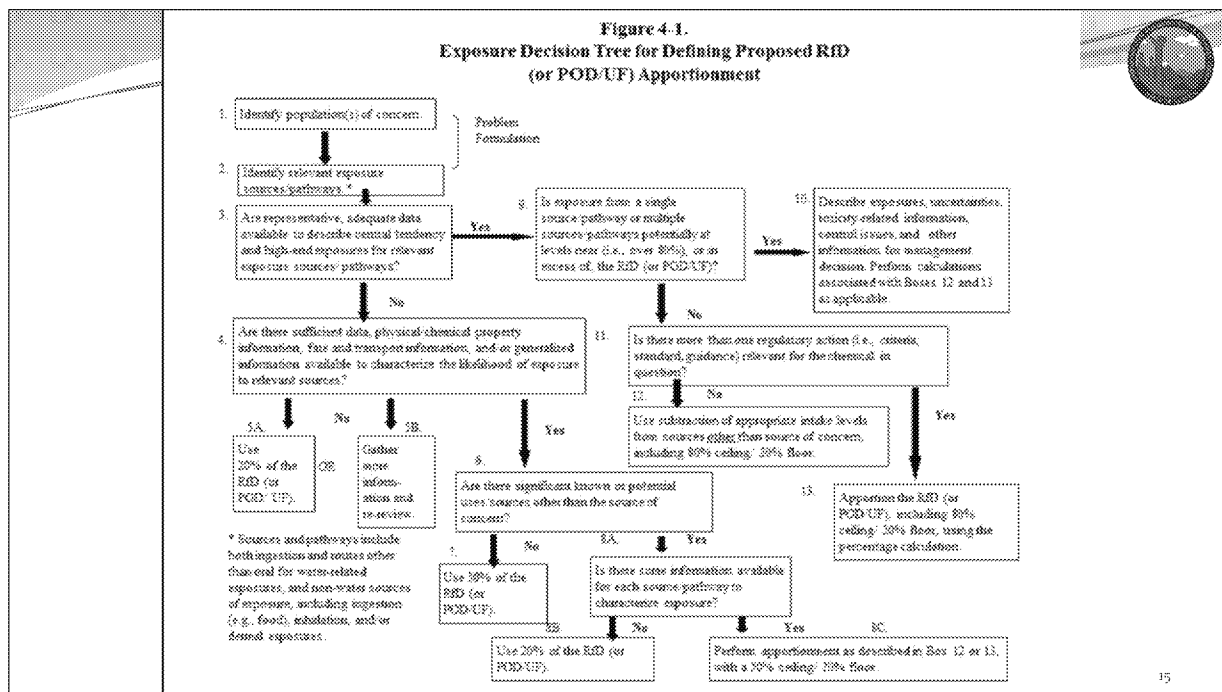 Figure 4-1.
Exposure Decision Tree for Defining Proposed RfD
(or POD/UF) Apportionment
1.
Identify population(s) of concern.
Problem
Formulation
2.
Identify relevant exposure
sources/pathways. *
3.
Are representative, adequate data
available to describe central tendency
and high-end exposures for relevant
exposure sources/pathways?
Yes
9.
Is exposure from a single
source/pathway or multiple
sources/pathways potentially at
levels near (i.e., over 80%), or in
excess of, the RfD (or POD/UF)?
Yes
10.
Describe exposures, uncertainties,
toxicity-related information,
control issues, and other
information for management
decision. Perform calculations
associated with Boxes 12 and 13
as applicable.
No
No
4.
Are there sufficient data, physical/chemical property
information, fate and transport information, and/or generalized
information available to characterize the likelihood of exposure
to relevant sources?
11.
Is there more than one regulatory action (i.e., criteria,
standard, guidance) relevant for the chemical in
question?
No
Yes
12.
Use subtraction of appropriate intake levels
from sources other than source of concern,
including 80% ceiling/ 20% floor.
13.
Apportion the RfD (or
POD/UF), including 80%
ceiling/ 20% floor, using the
percentage calculation.
No
Yes
5A.
Use
20% of the
RfD (or
POD/ UF).
OR
5B.
Gather
more
inform-
ation and
re-review.
6.
Are there significant known or potential
uses/sources other than the source of
concern?
No
7.
Use
of the
RfD (or
POD/UF).
8A.
Yes
Is there some information available
for each source/pathway to
characterize exposure?
8B.
No
Use 20% of the RfD (or
POD/UF).
Yes
8C.
Perform apportionment as described in Box 12 or 13,
with a
ceiling/ 20% floor.
* Sources and pathways include
both ingestion and routes other
than oral for water-related
exposures, and non-water sources
of exposure, including ingestion
(e.g., food), inhalation, and/or
dermal exposures.
15